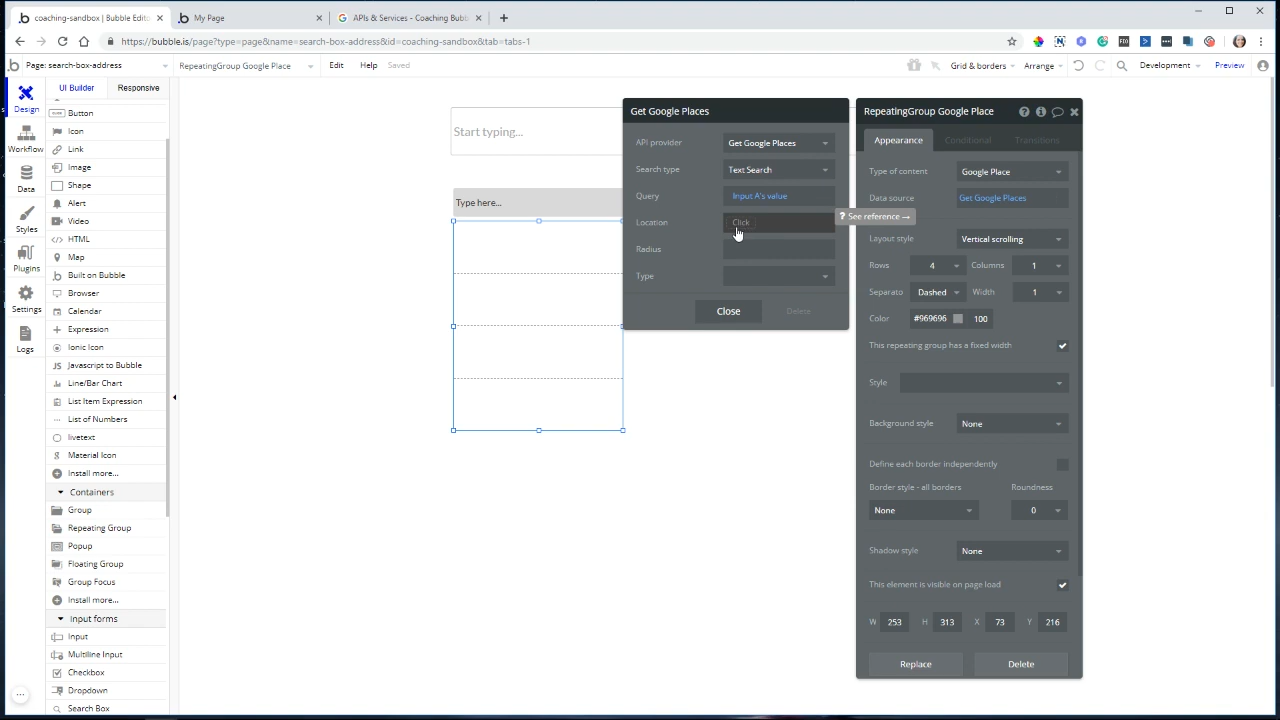 coaching-sandbox | Bubble Edito
My Page
APIs & Services - Coaching Bubb
https://bubble.is/page?type=page&name=search-box-address&id=coaching-sandbox&tab=tabs-1
Page: search-box-address
RepeatingGroup Google Place
Edit
Help
Saved
Grid & borders
Arrange
Development
Preview
Design
Workflow
Data
Styles
Plugins
Settings
Logs
UI Builder
Responsive
Button
Icon
Link
Image
Shape
Alert
Video
</> HTML
Map
Built on Bubble
Browser
Calendar
Expression
Ionic Icon
JS Javascript to Bubble
Line/Bar Chart
List Item Expression
List of Numbers
livetext
Material Icon
Install more...
Containers
Group
Repeating Group
Popup
Floating Group
Group Focus
Install more...
Input forms
Input
Multiline Input
Checkbox
Dropdown
Search Box
Start typing...
Type here...
Get Google Places
API provider
Get Google Places
Search type
Text Search
Query
Input A's value
Location
Click
Radius
Type
Close
Delete
? See reference →
RepeatingGroup Google Place
Appearance
Conditional
Transitions
Type of content
Google Place
Data source
Get Google Places
Layout style
Vertical scrolling
Rows
4
Columns
1
Separato
Dashed
Width
1
Color
#969696
100
This repeating group has a fixed width
Style
Background style
None
Define each border independently
Border style - all borders
Roundness
None
0
Shadow style
None
This element is visible on page load
W 253 H 313 X 73 Y 216
Replace
Delete